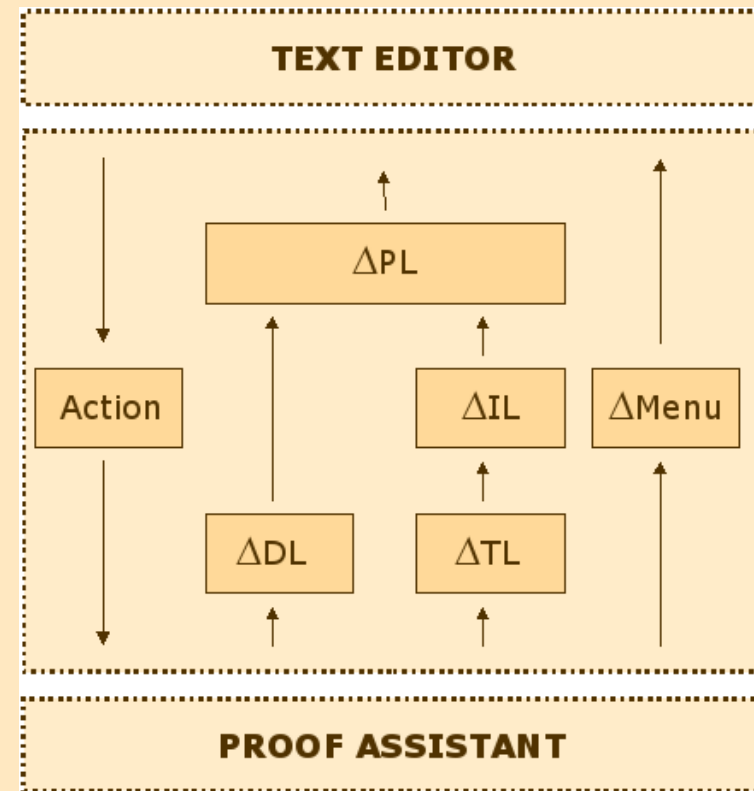 TEXT EDITOR
ΔPL
Action
ΔIL
ΔMenu
ΔDL
ΔTL
PROOF ASSISTANT